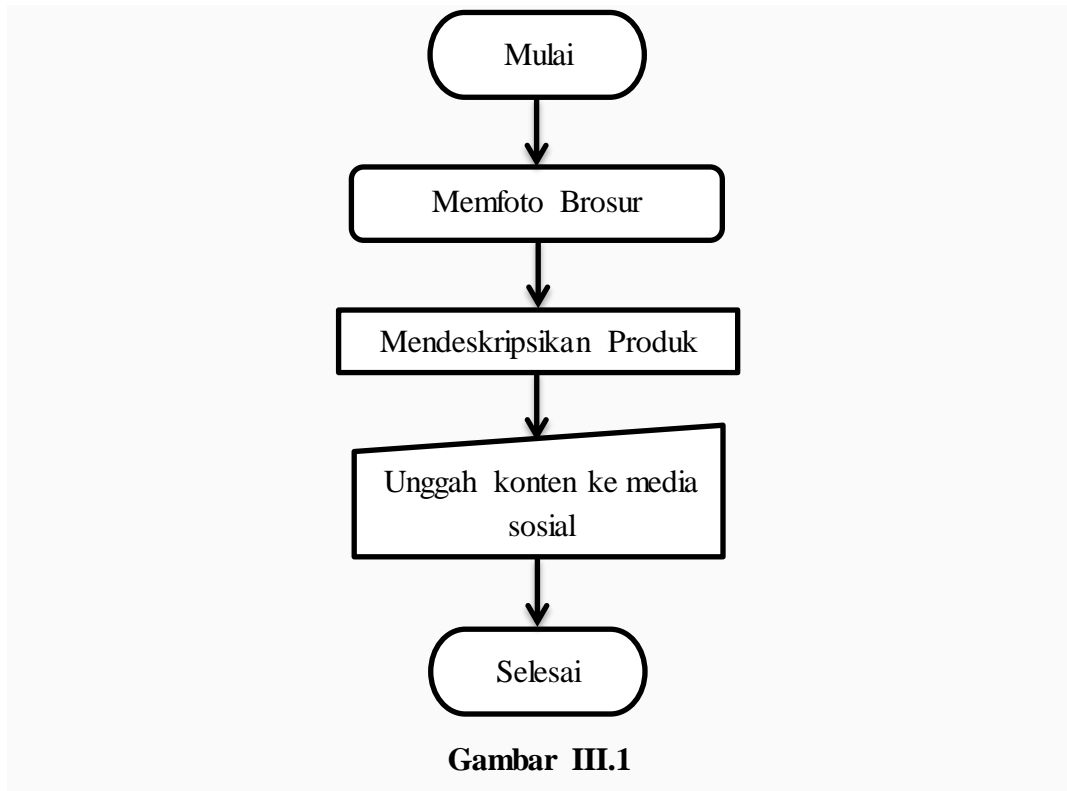 Mulai
Memfoto Brosur
Mendeskripsikan Produk
Unggah konten ke media
sosial
Selesai
Gambar III.1